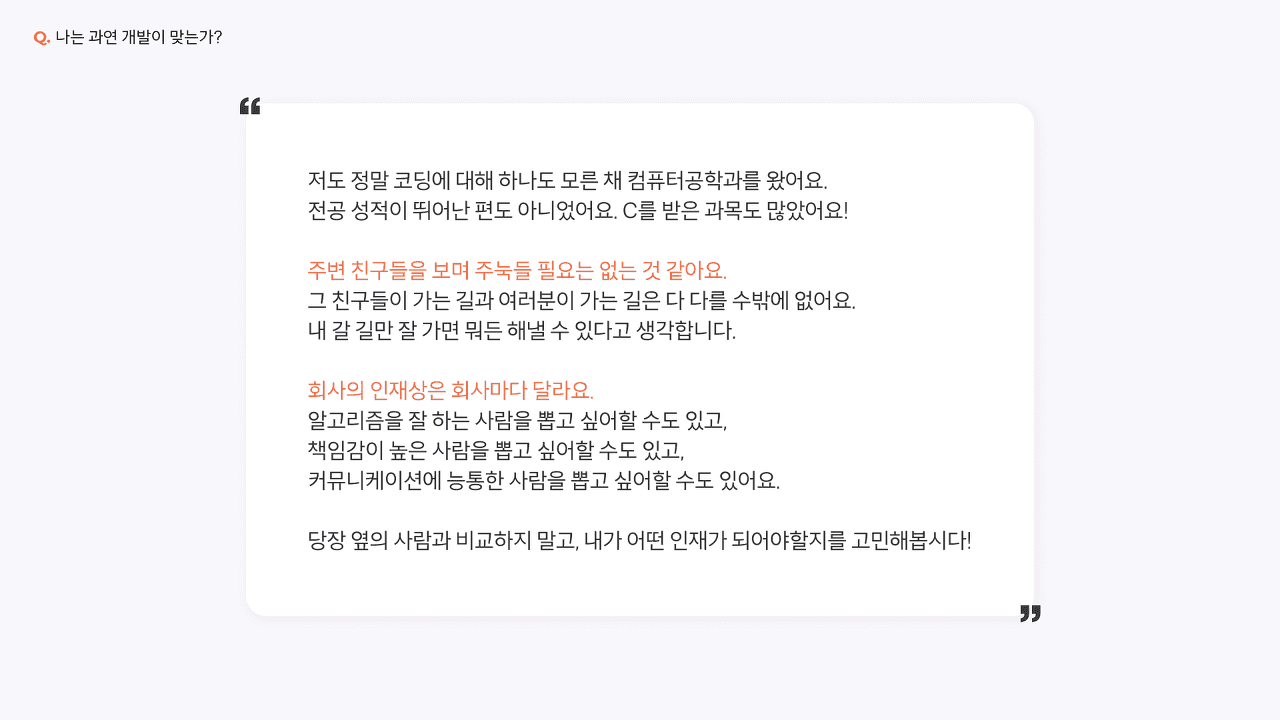 Q. 나는 과연 개발이 맞는가?
❝
저도 정말 코딩에 대해 하나도 모른 채 컴퓨터공학과를 왔어요.
전공 성적이 뛰어난 편도 아니었어요. C를 받은 과목도 많았어요!
주변 친구들을 보며 주눅들 필요는 없는 것 같아요.
그 친구들이 가는 길과 여러분이 가는 길은 다 다를 수밖에 없어요.
내 갈 길만 잘 가면 뭐든 해낼 수 있다고 생각합니다.
회사의 인재상은 회사마다 달라요.
알고리즘을 잘 하는 사람을 뽑고 싶어할 수도 있고,
책임감이 높은 사람을 뽑고 싶어할 수도 있고,
커뮤니케이션에 능통한 사람을 뽑고 싶어할 수도 있어요.
당장 옆의 사람과 비교하지 말고, 내가 어떤 인재가 되어야할지를 고민해봅시다!
❞